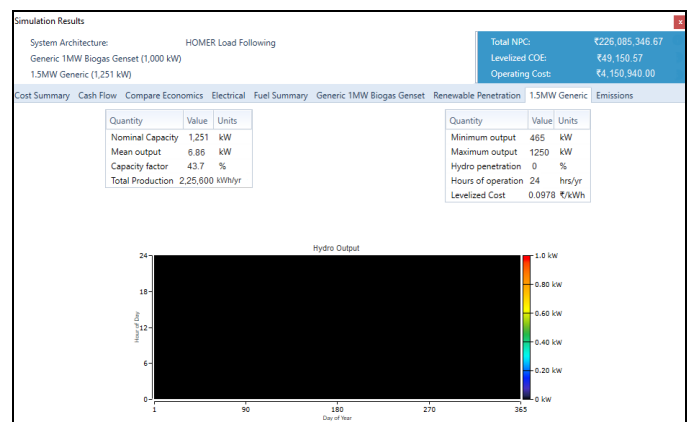 Simulation Results
x
System Architecture: HOMER Load Following
Generic 1MW Biogas Genset (1,000 kW)
1.5MW Generic (1,251 kW)
Total NPC: ₹226,085,346.67
Levelized COE: ₹49,150.57
Operating Cost: ₹4,150,940.00
Cost Summary Cash Flow Compare Economics Electrical Fuel Summary Generic 1MW Biogas Genset Renewable Penetration 1.5MW Generic Emissions
Quantity Value Units
Nominal Capacity 1,251 kW
Mean output 6.86 kW
Capacity factor 43.7 %
Total Production 2,25,600 kWh/yr
Quantity Value Units
Minimum output 465 kW
Maximum output 1250 kW
Hydro penetration 0 %
Hours of operation 24 hrs/yr
Levelized Cost 0.0978 ₹/kWh
Hydro Output
Hour of Day
24
18
12
6
0
1 90 180 270 365
Day of Year
1.0 kW
0.80 kW
0.60 kW
0.40 kW
0.20 kW
0 kW